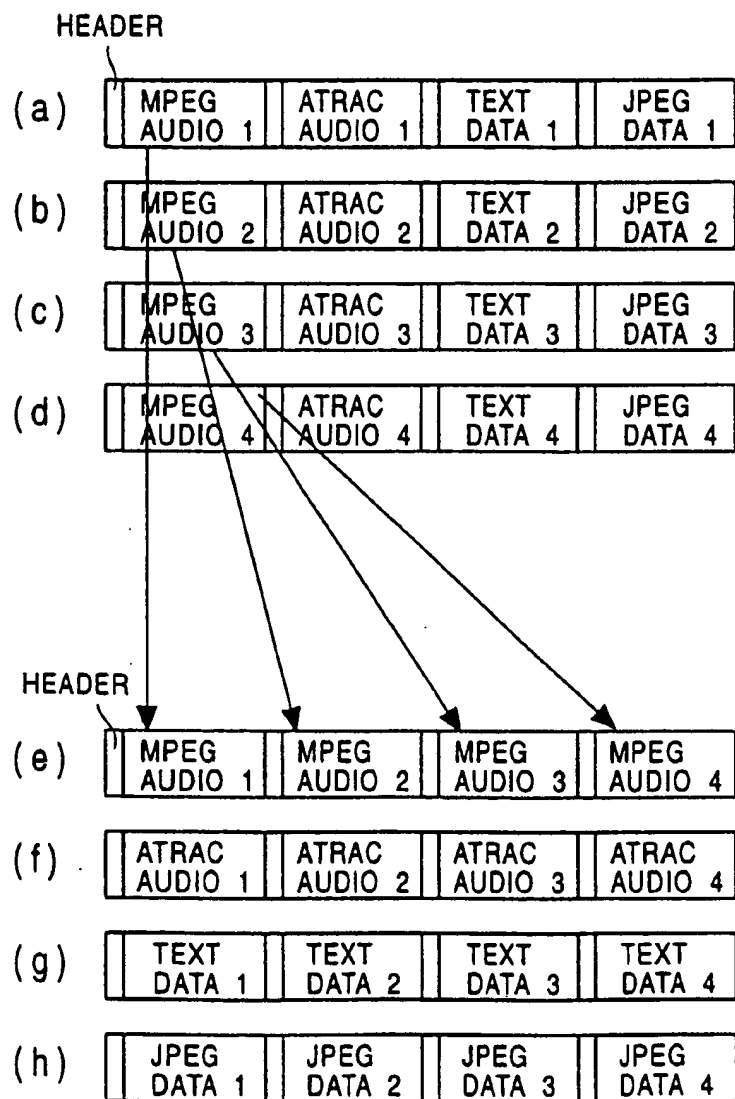 HEADER
(a) MPEG ATRAC TEXT JPEG
AUDIO 1 AUDIO 1 DATA 1 DATA 1
(b) MPEG ATRAC TEXT JPEG
AUDIO 2 AUDIO 2 DATA 2 DATA 2
(c) MPEG ATRAC TEXT JPEG
AUDIO 3 AUDIO 3 DATA 3 DATA 3
(d) MPEG ATRAC TEXT JPEG
AUDIO 4 AUDIO 4 DATA 4 DATA 4
HEADER
(e) MPEG MPEG MPEG MPEG
AUDIO 1 AUDIO 2 AUDIO 3 AUDIO 4
(f) ATRAC ATRAC ATRAC ATRAC
AUDIO 1 AUDIO 2 AUDIO 3 AUDIO 4
(g) TEXT TEXT TEXT TEXT
DATA 1 DATA 2 DATA 3 DATA 4
(h) JPEG JPEG JPEG JPEG
DATA 1 DATA 2 DATA 3 DATA 4